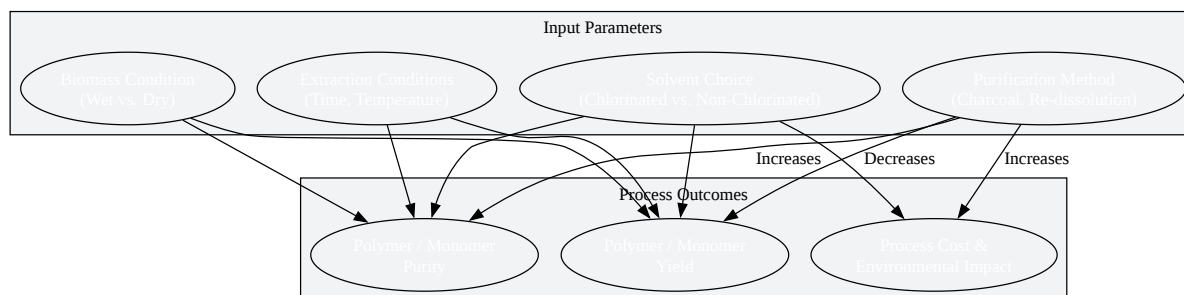 Input Parameters
Biomass Condition
(Wet vs. Dry)
Extraction Conditions
(Time, Temperature)
Solvent Choice
(Chlorinated vs. Non-Chlorinated)
Purification Method
(Charcoal, Re-dissolution)
Increases
Decreases
Increases
Process Outcomes
Polymer / Monomer
Purity
Polymer / Monomer
Yield
Process Cost &
Environmental Impact